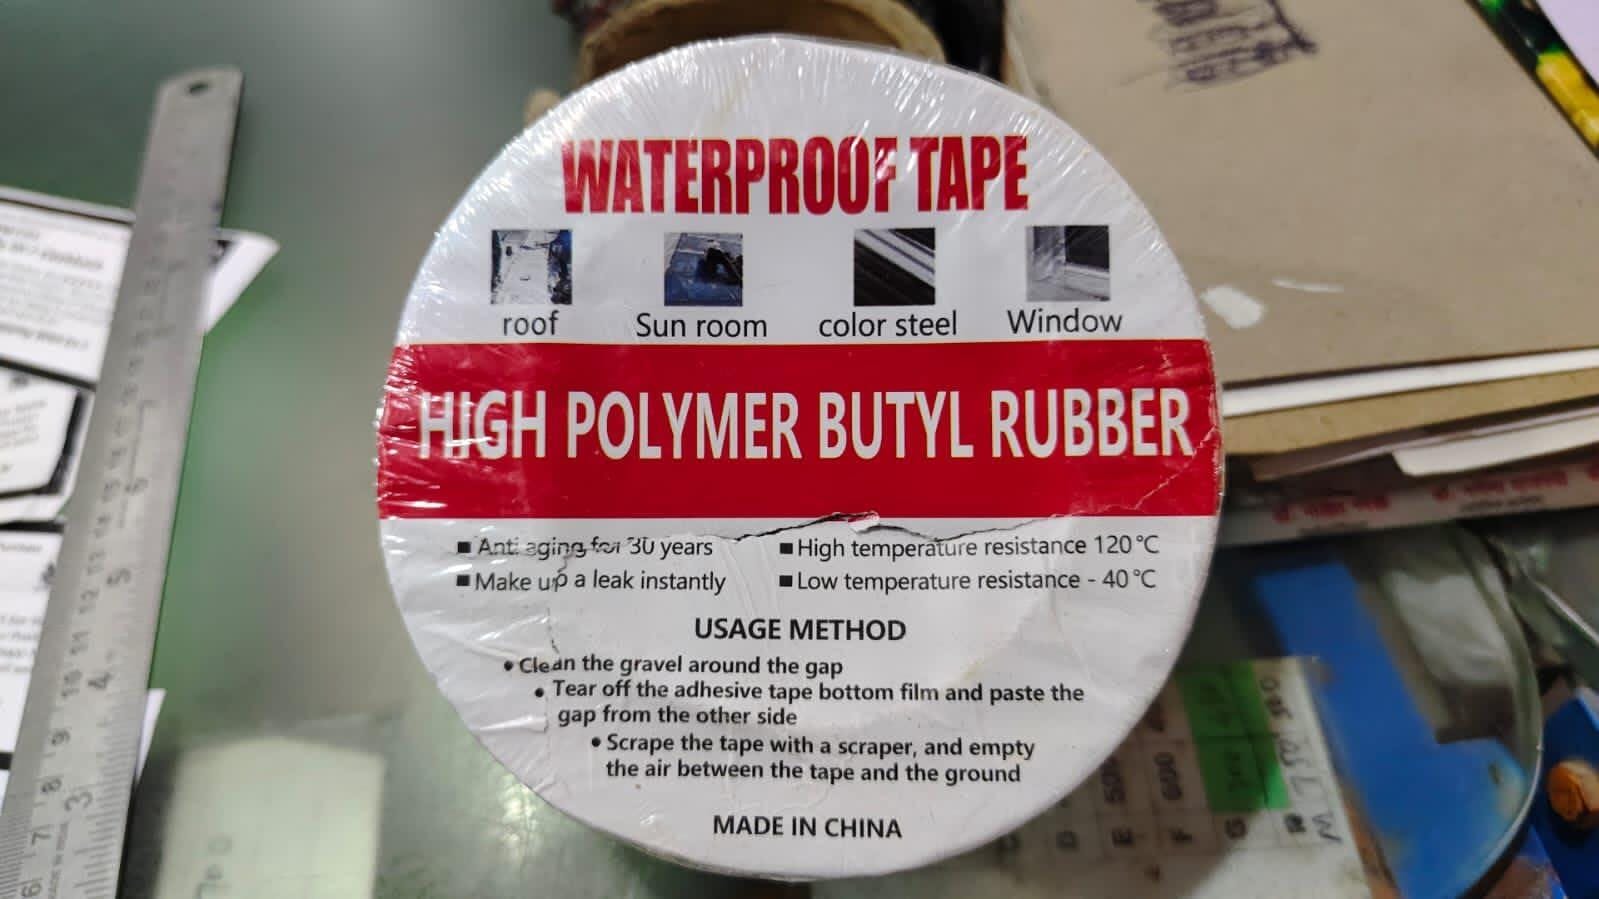 WATERPROOF TAPE
roof
Sun room
color steel
Window
HIGH POLYMER BUTYL RUBBER
▪ Anti aging for 30 years
▪ High temperature resistance 120℃
▪ Make up a leak instantly
▪ Low temperature resistance - 40℃
USAGE METHOD
• Clean the gravel around the gap
• Tear off the adhesive tape bottom film and paste the
gap from the other side
• Scrape the tape with a scraper, and empty
the air between the tape and the ground
MADE IN CHINA